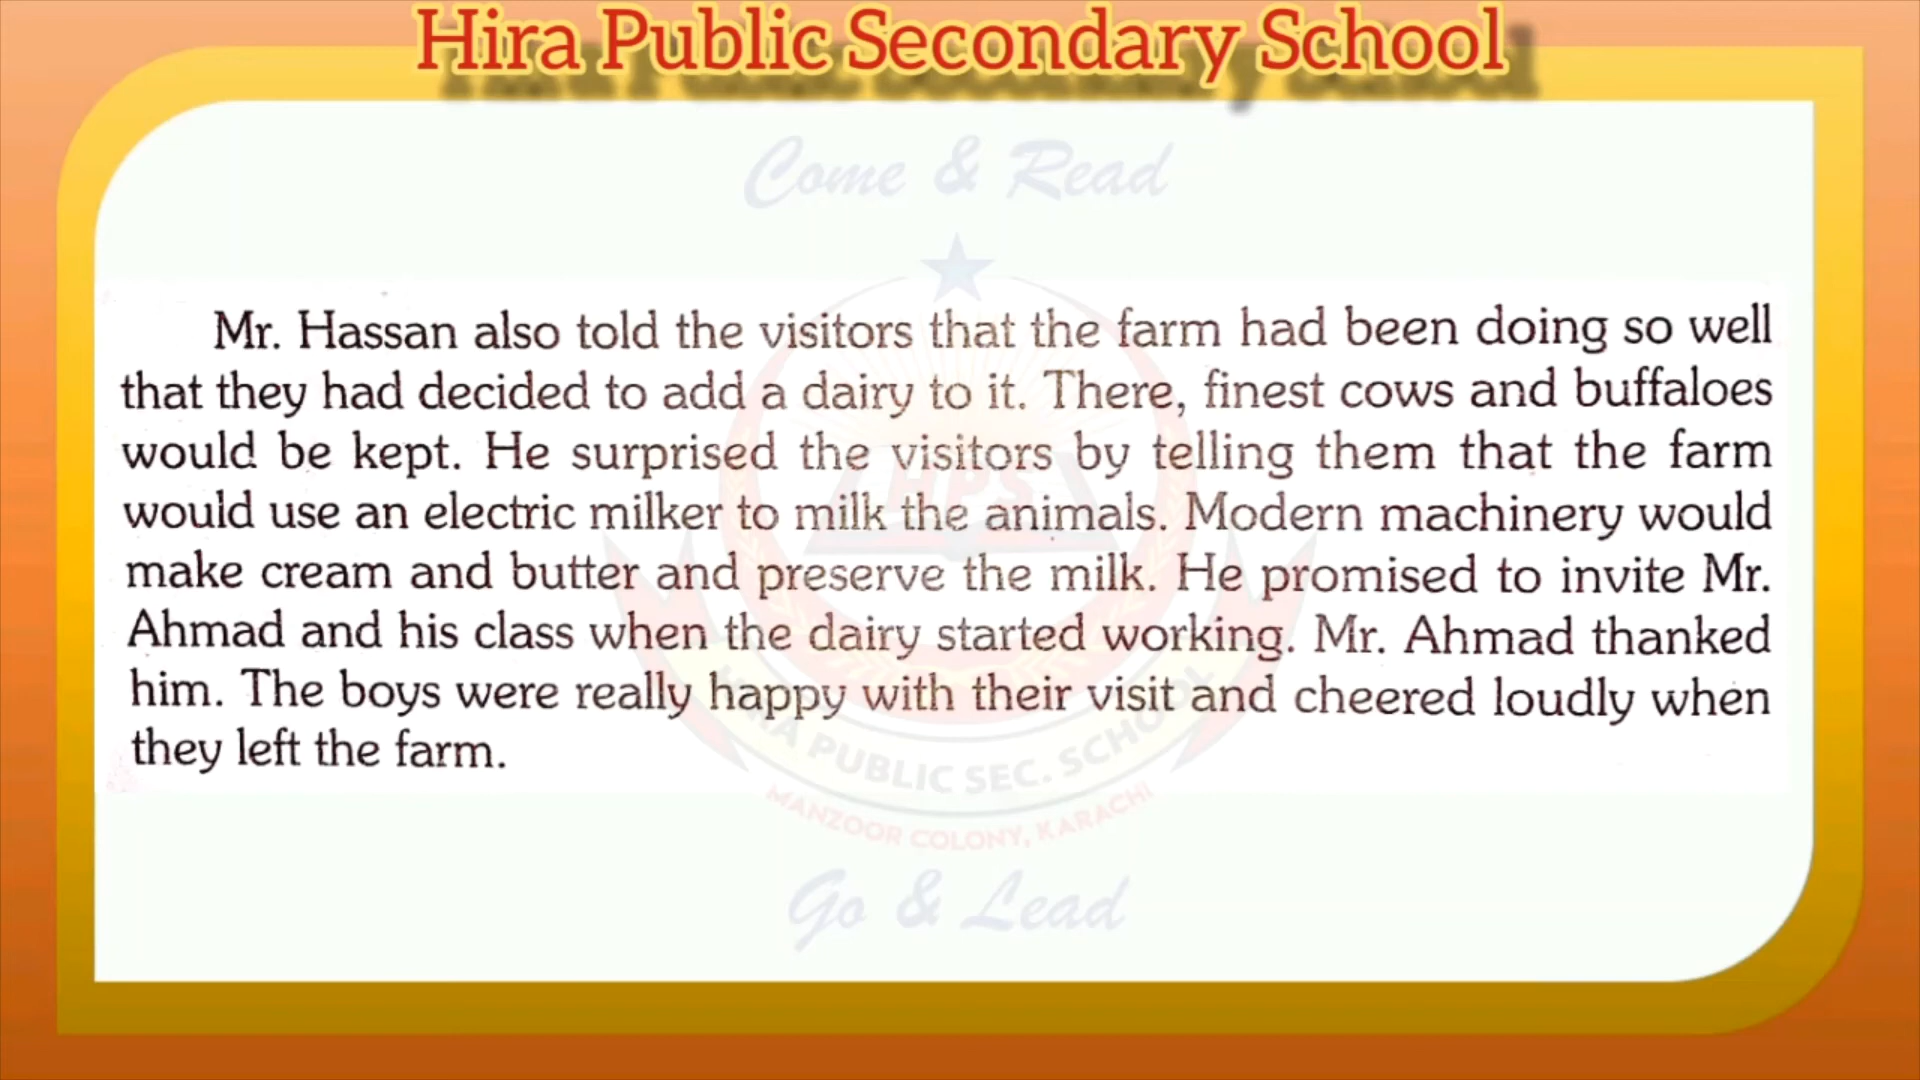 Hira Public Secondary School
Come & Read
Mr. Hassan also told the visitors that the farm had been doing so well
that they had decided to add a dairy to it. There, finest cows and buffaloes
would be kept. He surprised the visitors by telling them that the farm
would use an electric milker to milk the animals. Modern machinery would
make cream and butter and preserve the milk. He promised to invite Mr.
Ahmad and his class when the dairy started working. Mr. Ahmad thanked
him. The boys were really happy with their visit and cheered loudly when
they left the farm.
HPS
HIRA PUBLIC SEC. SCHOOL
MANZOOR COLONY, KARACHI
Go & Lead